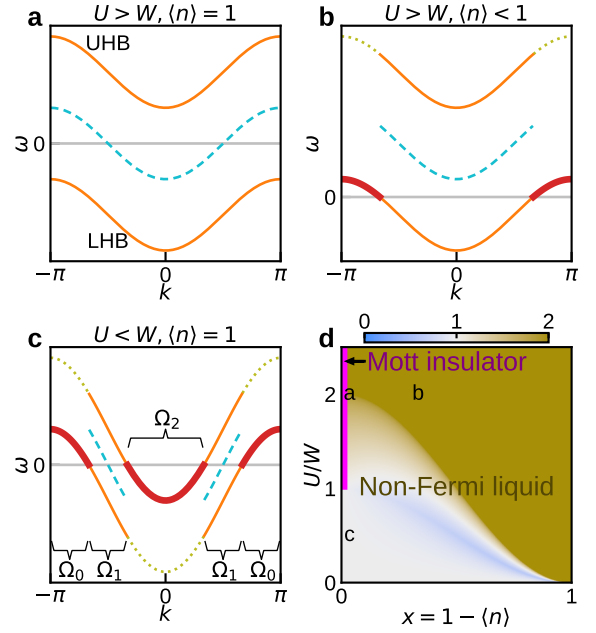 a U > W, ⟨n⟩ = 1
UHB
LHB
ω
0
−π 0 π
k
b U > W, ⟨n⟩ < 1
ω
0
−π 0 π
k
c U < W, ⟨n⟩ = 1
Ω₂
ω
0
Ω₀ Ω₁ Ω₁ Ω₀
−π 0 π
k
d
0 1 2
Mott insulator
a b
Non-Fermi liquid
c
U/W
2
1
0
0 1
x = 1 − ⟨n⟩